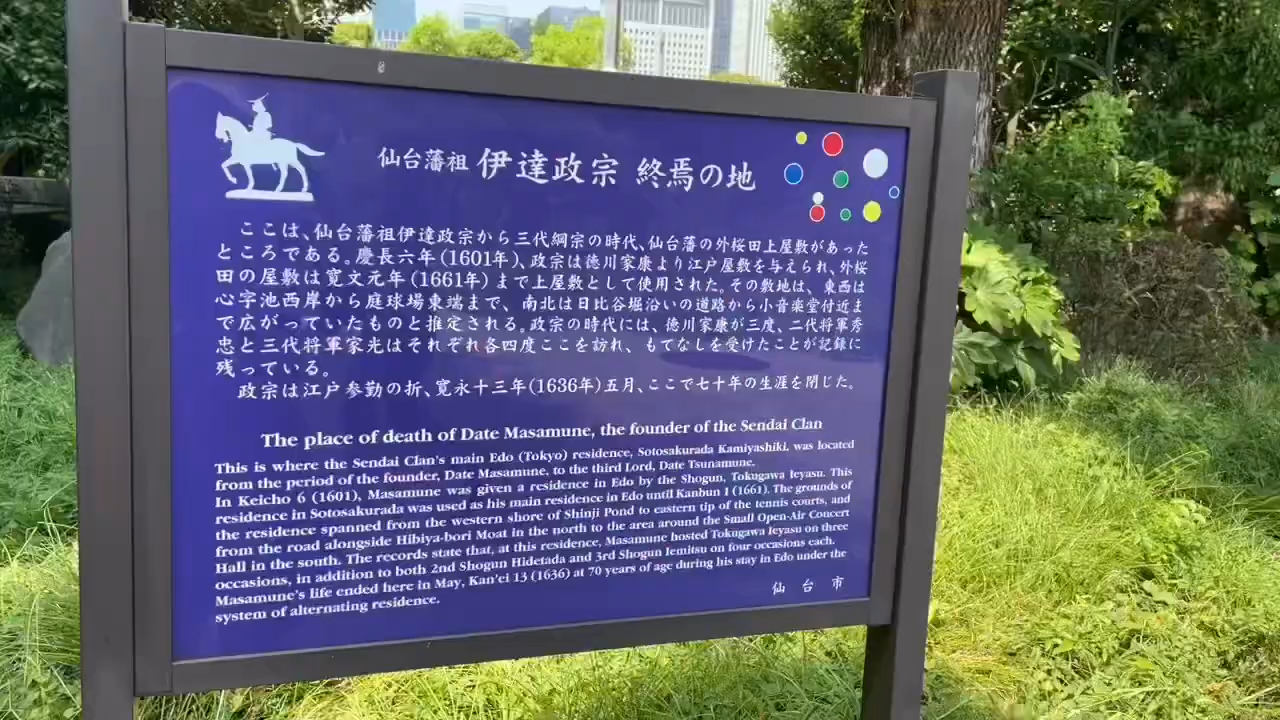 仙台藩祖 伊達政宗 終焉の地
ここは、仙台藩祖伊達政宗から三代綱宗の時代、仙台藩の外桜田上屋敷があった
ところである。慶長六年(1601年)、政宗は徳川家康より江戸屋敷を与えられ、外桜
田の屋敷は寛文元年(1661年)まで上屋敷として使用された。その敷地は、東西は
心字池西岸から庭球場東端まで、南北は日比谷堀沿いの道路から小音楽堂付近ま
で広がっていたものと推定される。政宗の時代には、徳川家康が三度、二代将軍秀
忠と三代将軍家光はそれぞれ各四度ここを訪れ、もてなしを受けたことが記録に
残っている。
政宗は江戸参勤の折、寛永十三年(1636年)五月、ここで七十年の生涯を閉じた。
The place of death of Date Masamune, the founder of the Sendai Clan
This is where the Sendai Clan's main Edo (Tokyo) residence, Sotosakurada Kamiyashiki, was located
from the period of the founder, Date Masamune, to the third Lord, Date Tsunamune.
In Keicho 6 (1601), Masamune was given a residence in Edo by the Shogun, Tokugawa Ieyasu. This
residence in Sotosakurada was used as his main residence in Edo until Kanbun 1 (1661). The grounds of
the residence spanned from the western shore of Shinji Pond to eastern tip of the tennis courts, and
from the road alongside Hibiya-bori Moat in the north to the area around the Small Open-Air Concert
Hall in the south. The records state that, at this residence, Masamune hosted Tokugawa Ieyasu on three
occasions, in addition to both 2nd Shogun Hidetada and 3rd Shogun Iemitsu on four occasions each.
Masamune's life ended here in May, Kan'ei 13 (1636) at 70 years of age during his stay in Edo under the
system of alternating residence.
仙台市